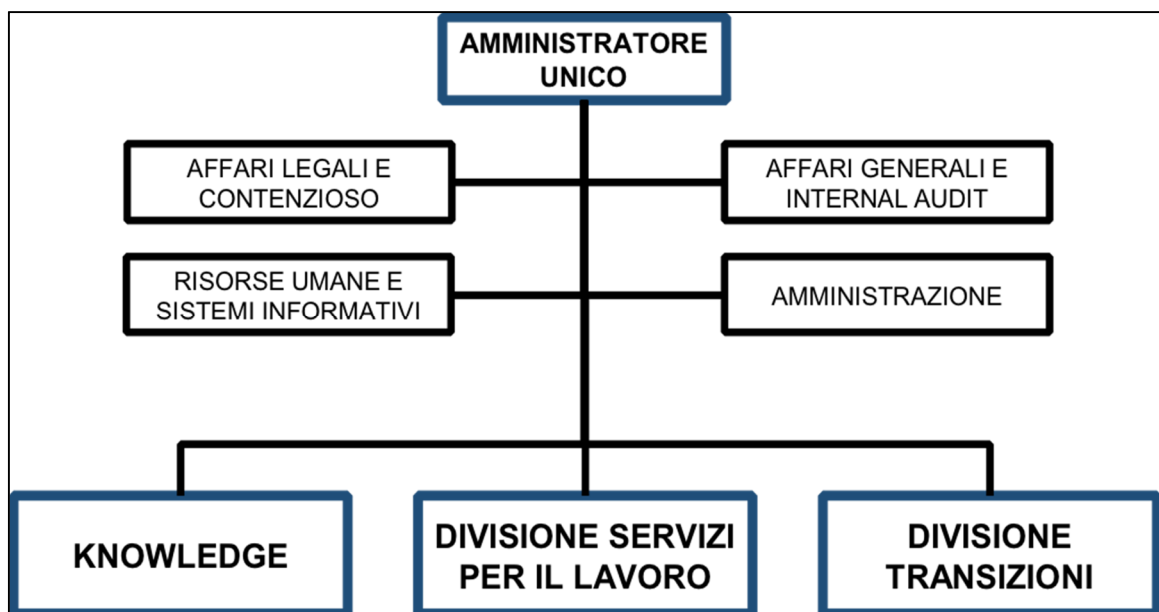 AMMINISTRATORE
UNICO
AFFARI LEGALI E
CONTENZIOSO
AFFARI GENERALI E
INTERNAL AUDIT
RISORSE UMANE E
SISTEMI INFORMATIVI
AMMINISTRAZIONE
KNOWLEDGE
DIVISIONE SERVIZI
PER IL LAVORO
DIVISIONE
TRANSIZIONI